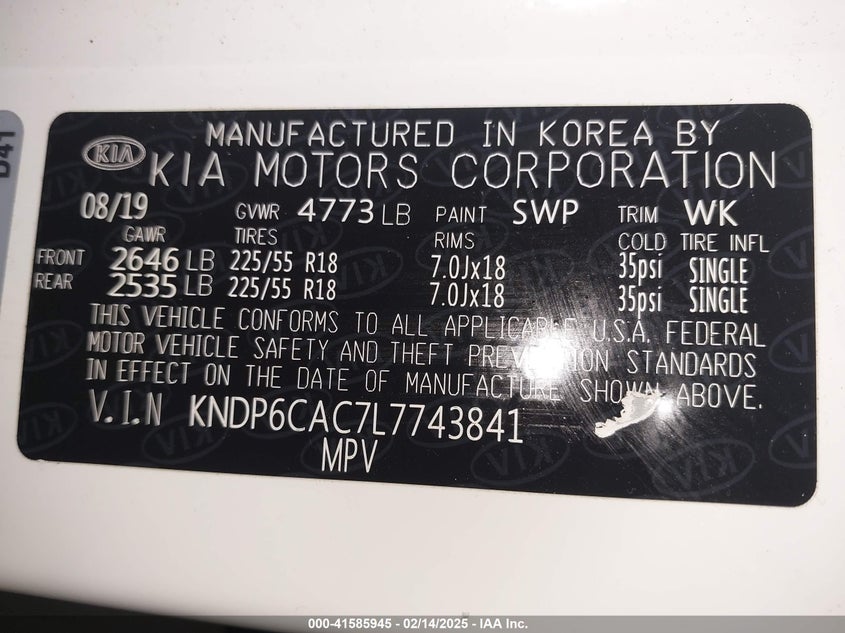 D41
KIA MANUFACTURED IN KOREA BY
KIA MOTORS CORPORATION
08/19 GVWR 4773 LB PAINT SWP TRIM WK
GAWR TIRES RIMS COLD TIRE INFL
FRONT 2646 LB 225/55 R18 7.0Jx18 35psi SINGLE
REAR 2535 LB 225/55 R18 7.0Jx18 35psi SINGLE
THIS VEHICLE CONFORMS TO ALL APPLICABLE U.S.A. FEDERAL
MOTOR VEHICLE SAFETY AND THEFT PREVENTION STANDARDS
IN EFFECT ON THE DATE OF MANUFACTURE SHOWN ABOVE.
V.I.N KNDP6CAC7L7743841
MPV
000-41585945 - 02/14/2025 - IAA Inc.